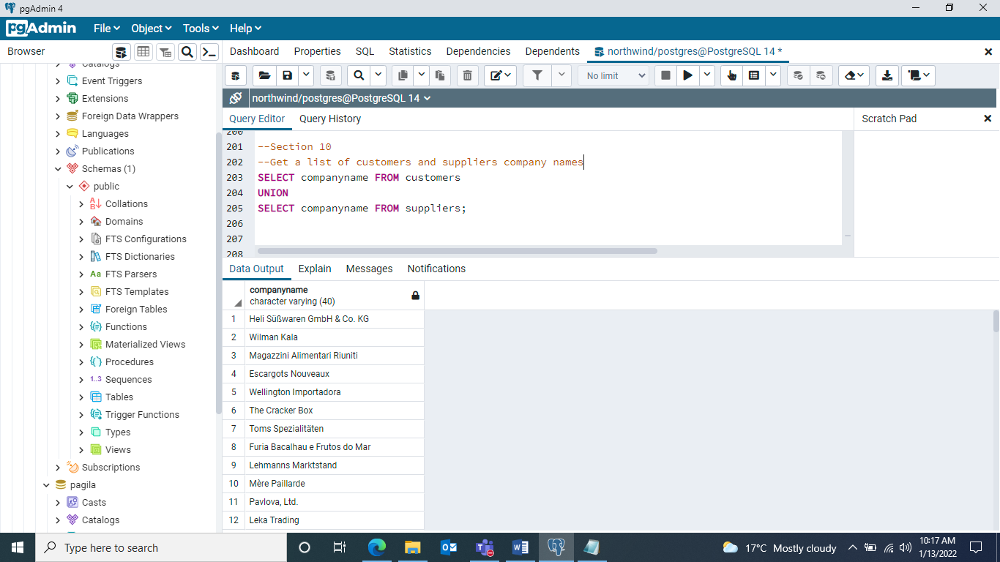 pgAdmin 4
pgAdmin File Object Tools Help
Browser
Dashboard Properties SQL Statistics Dependencies Dependents northwind/postgres@PostgreSQL 14 *
No limit
northwind/postgres@PostgreSQL 14
Query Editor Query History
Scratch Pad
Catalogs
Event Triggers
Extensions
Foreign Data Wrappers
Languages
Publications
Schemas (1)
public
Collations
Domains
FTS Configurations
FTS Dictionaries
Aa FTS Parsers
FTS Templates
Foreign Tables
Functions
Materialized Views
Procedures
1..3 Sequences
Tables
Trigger Functions
Types
Views
Subscriptions
pagila
Casts
Catalogs
200
201 --Section 10
202 --Get a list of customers and suppliers company names
203 SELECT companyname FROM customers
204 UNION
205 SELECT companyname FROM suppliers;
206
207
208
Data Output Explain Messages Notifications
companyname
character varying (40)
1 Heli Süßwaren GmbH & Co. KG
2 Wilman Kala
3 Magazzini Alimentari Riuniti
4 Escargots Nouveaux
5 Wellington Importadora
6 The Cracker Box
7 Toms Spezialitäten
8 Furia Bacalhau e Frutos do Mar
9 Lehmanns Marktstand
10 Mère Paillarde
11 Pavlova, Ltd.
12 Leka Trading
Type here to search
17°C Mostly cloudy
10:17 AM
1/13/2022